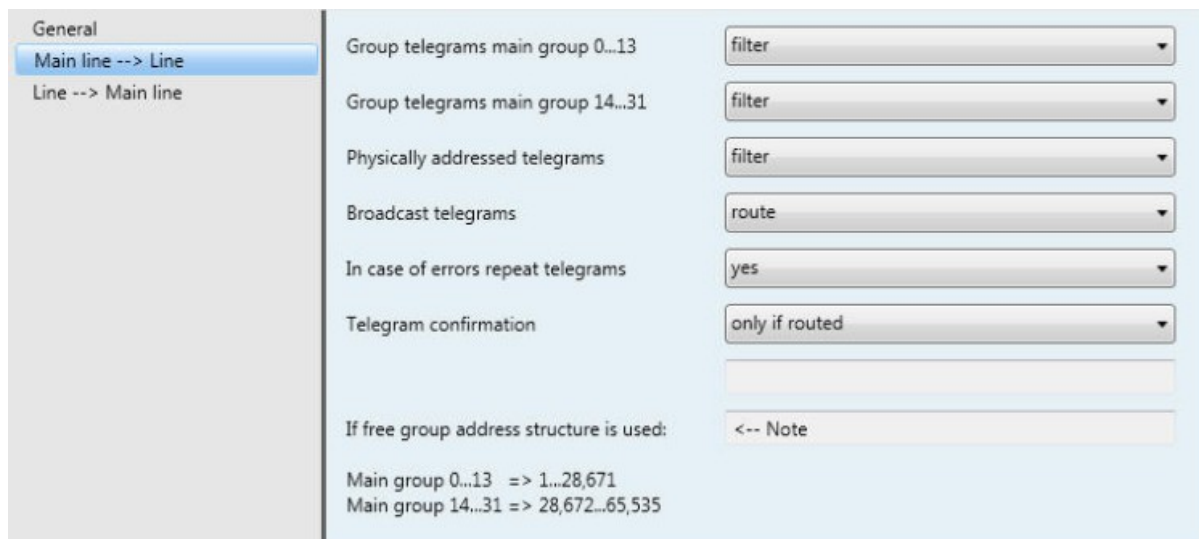 General
Main line --> Line
Line --> Main line
Group telegrams main group 0...13 filter
Group telegrams main group 14...31 filter
Physically addressed telegrams filter
Broadcast telegrams route
In case of errors repeat telegrams yes
Telegram confirmation only if routed
If free group address structure is used: <-- Note
Main group 0...13 => 1...28,671
Main group 14...31 => 28,672...65,535